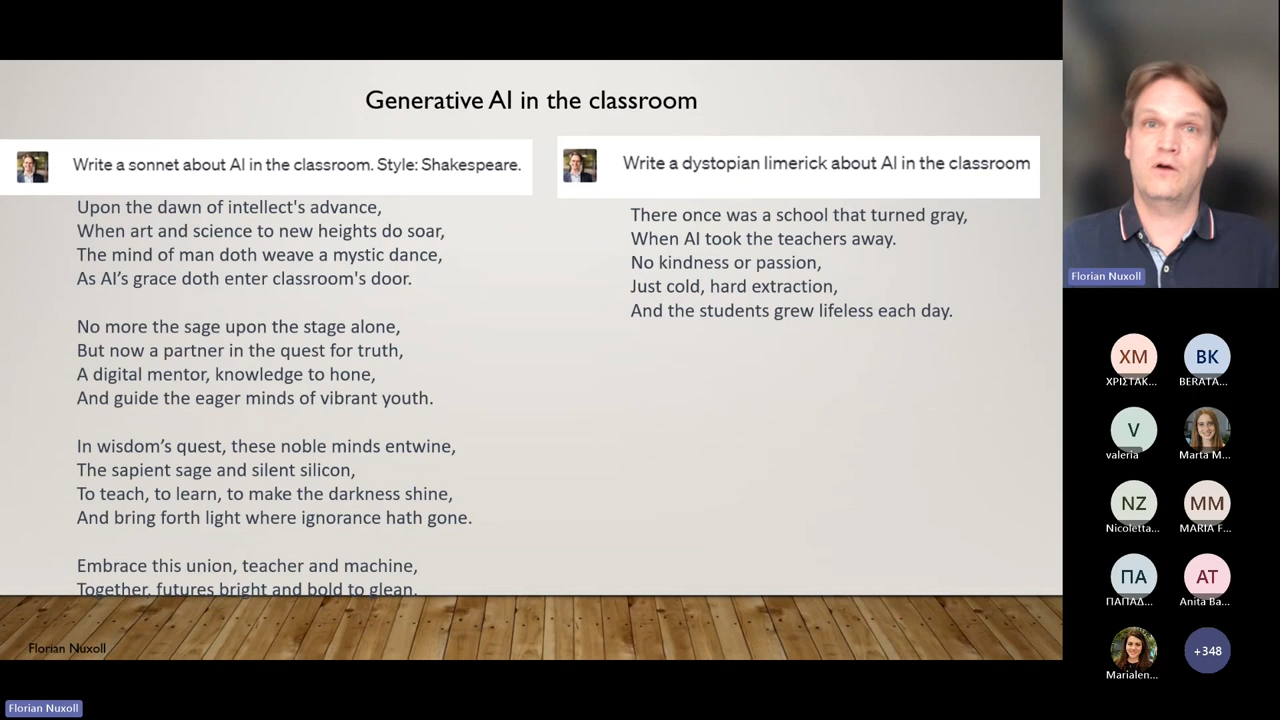 Generative AI in the classroom
Write a sonnet about AI in the classroom. Style: Shakespeare.
Upon the dawn of intellect's advance,
When art and science to new heights do soar,
The mind of man doth weave a mystic dance,
As AI’s grace doth enter classroom's door.
No more the sage upon the stage alone,
But now a partner in the quest for truth,
A digital mentor, knowledge to hone,
And guide the eager minds of vibrant youth.
In wisdom’s quest, these noble minds entwine,
The sapient sage and silent silicon,
To teach, to learn, to make the darkness shine,
And bring forth light where ignorance hath gone.
Embrace this union, teacher and machine,
Together, futures bright and bold to glean.
Write a dystopian limerick about AI in the classroom
There once was a school that turned gray,
When AI took the teachers away.
No kindness or passion,
Just cold, hard extraction,
And the students grew lifeless each day.
Florian Nuxoll
Florian Nuxoll
Florian Nuxoll
ΧΜ
ΧΡΙΣΤΑΚ...
BK
BERATA...
V
valeria
Marta M...
NZ
Nicoletta...
MM
MARIA F...
ΠΑ
ΠΑΠΑΔ...
AT
Anita Ba...
Marialen...
+348